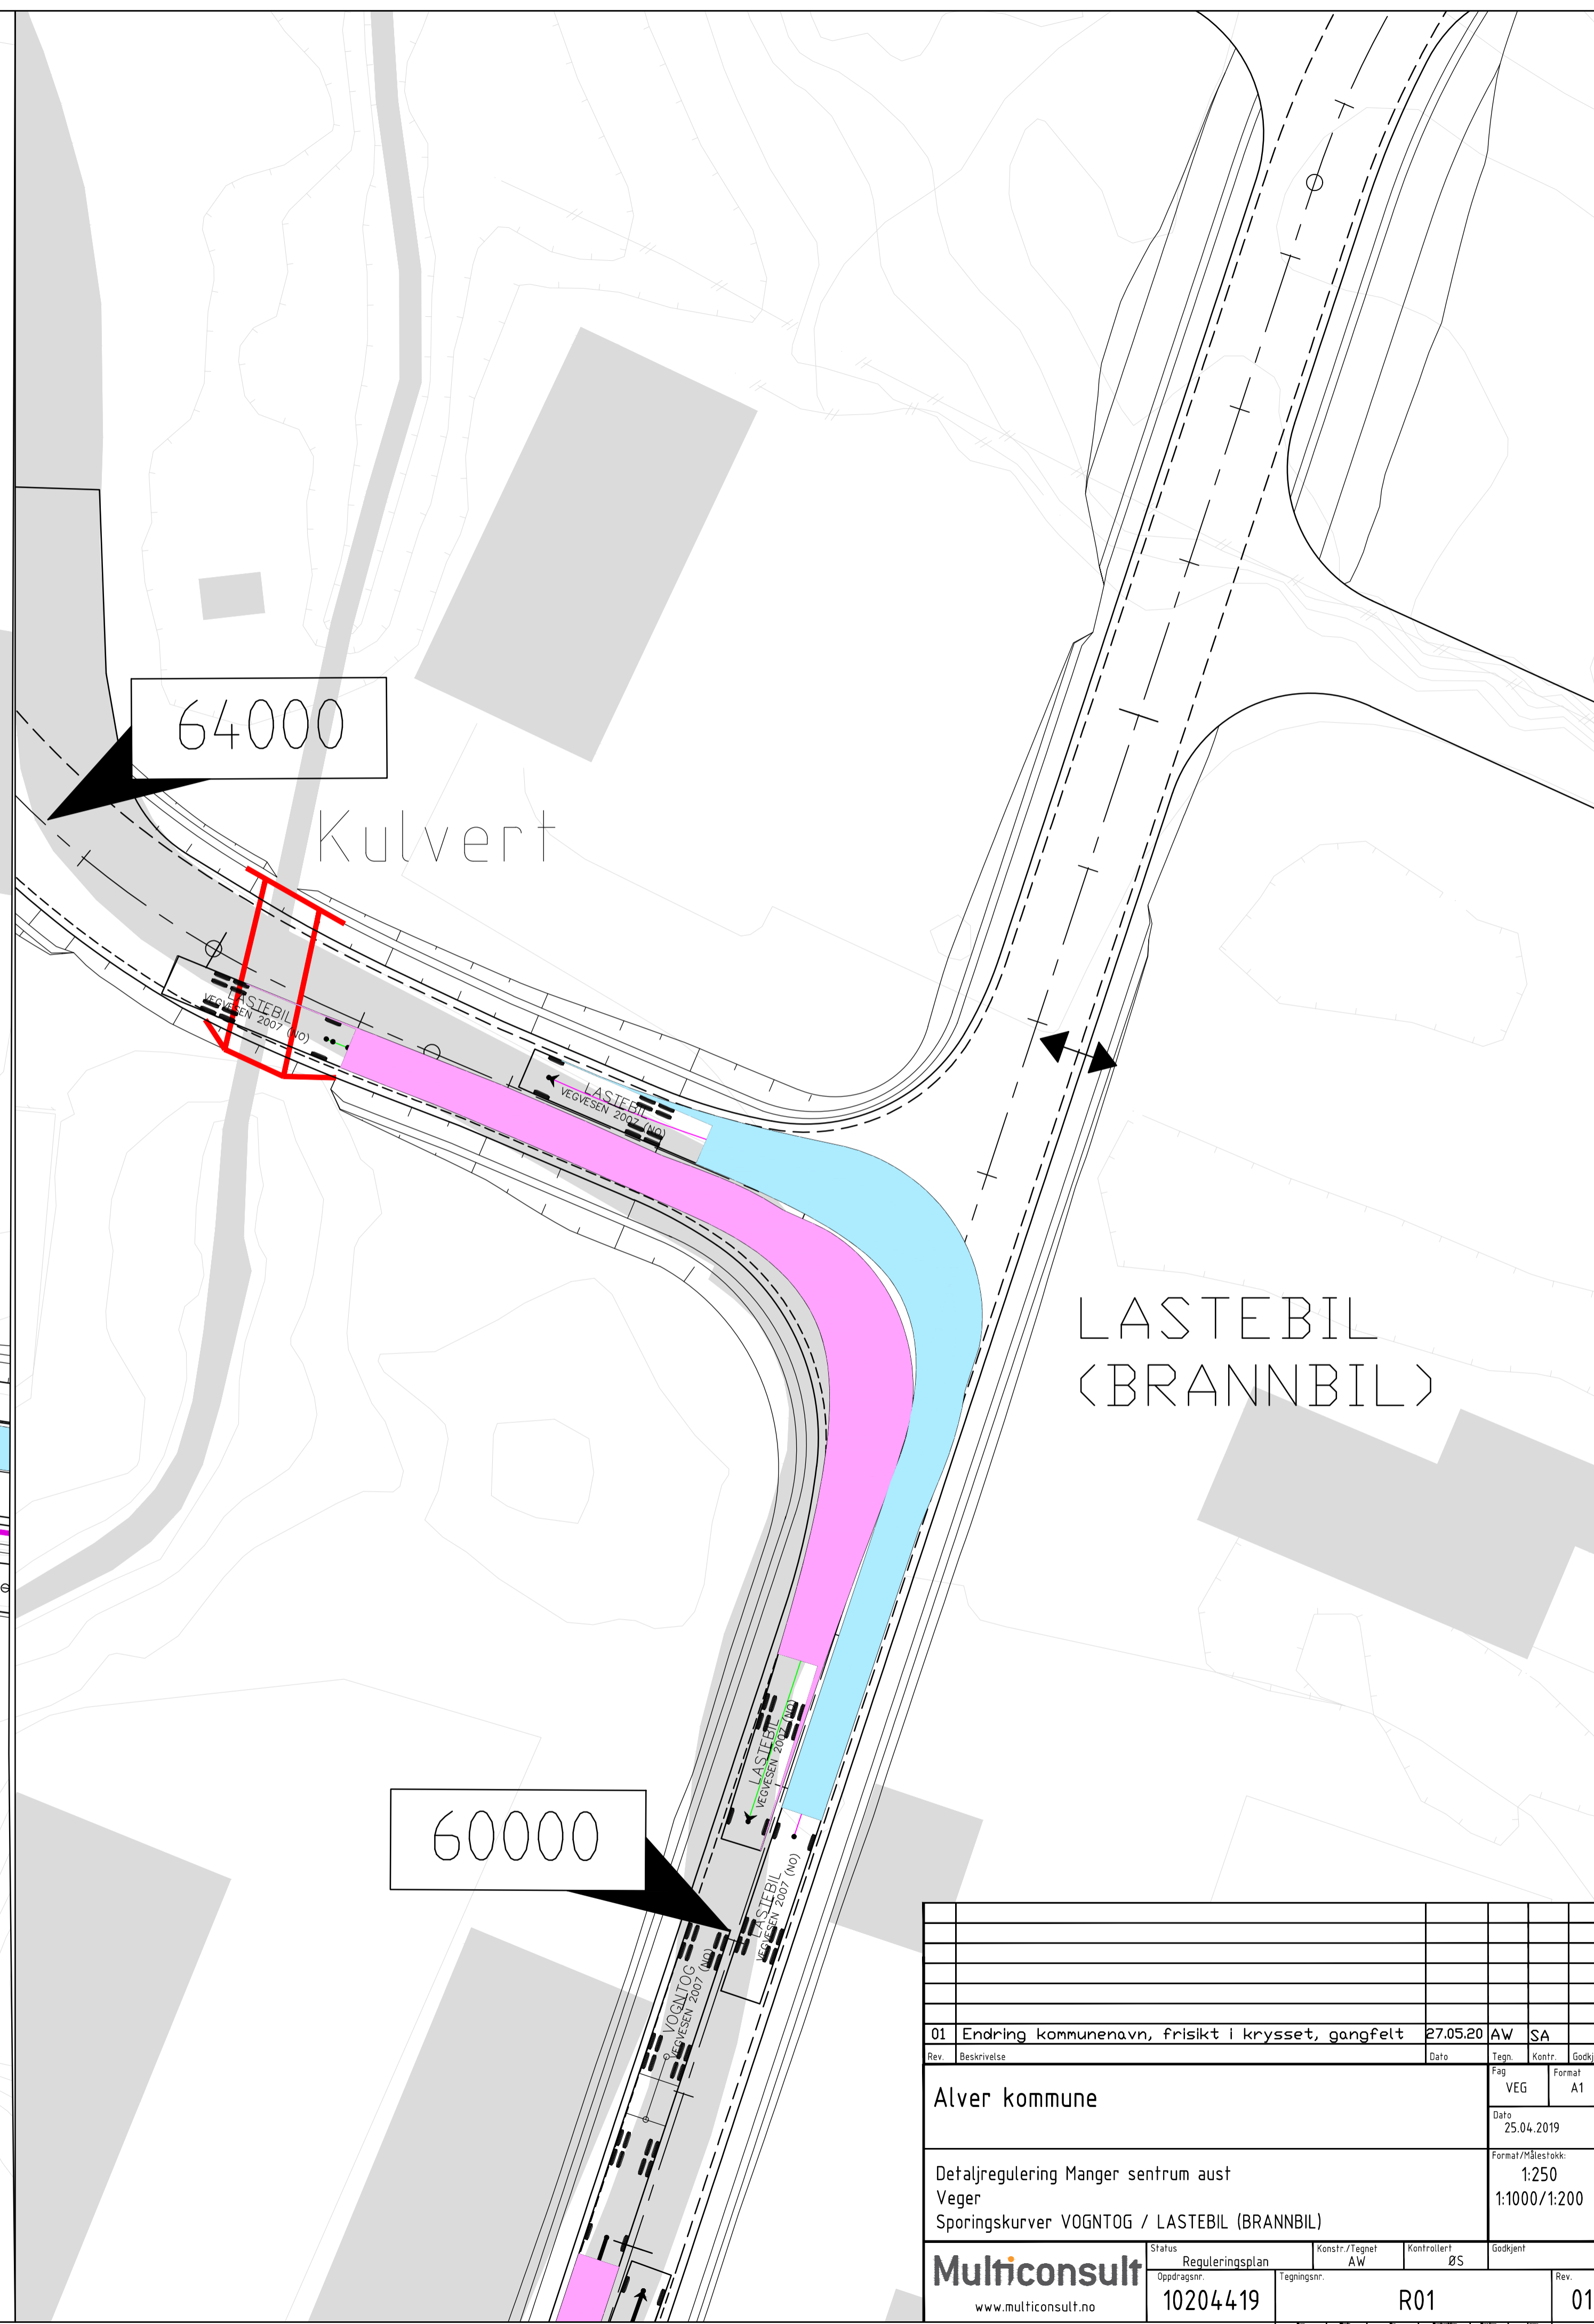 64000
Kulvert
LASTEBIL
VEGVESEN 2007 (NO)
LASTEBIL
VEGVESEN 2007 (NO)
LASTEBIL
(BRANNBIL)
LASTEBIL
VEGVESEN 2007 (NO)
60000
LASTEBIL
VEGVESEN 2007 (NO)
VOGNTOG
VEGVESEN 2007 (NO)
01 Endring kommunenavn, frisikt i krysset, gangfelt 27.05.20 AW SA
Rev. Beskrivelse Dato Tegn. Kontr. Godkj
Alver kommune
Fag Format
VEG A1
Dato
25.04.2019
Detaljregulering Manger sentrum aust
Veger
Sporingskurver VOGNTOG / LASTEBIL (BRANNBIL)
Format/Målestokk:
1:250
1:1000/1:200
Multiconsult
www.multiconsult.no
Status Konstr./Tegnet Kontrollert Godkjent
Reguleringsplan AW ØS
Oppdragsnr. Tegningsnr. Rev.
10204419 R01 01